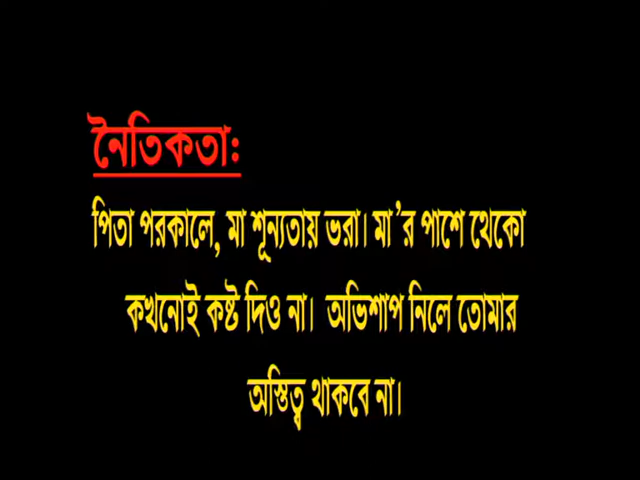 নৈতিকতাঃ
পিতা পরকালে, মা শূন্যতায় ভরা। মা’র পাশে থেকো
কখনোই কষ্ট দিও না। অভিশাপ নিলে তোমার
অস্তিত্ব থাকবে না।